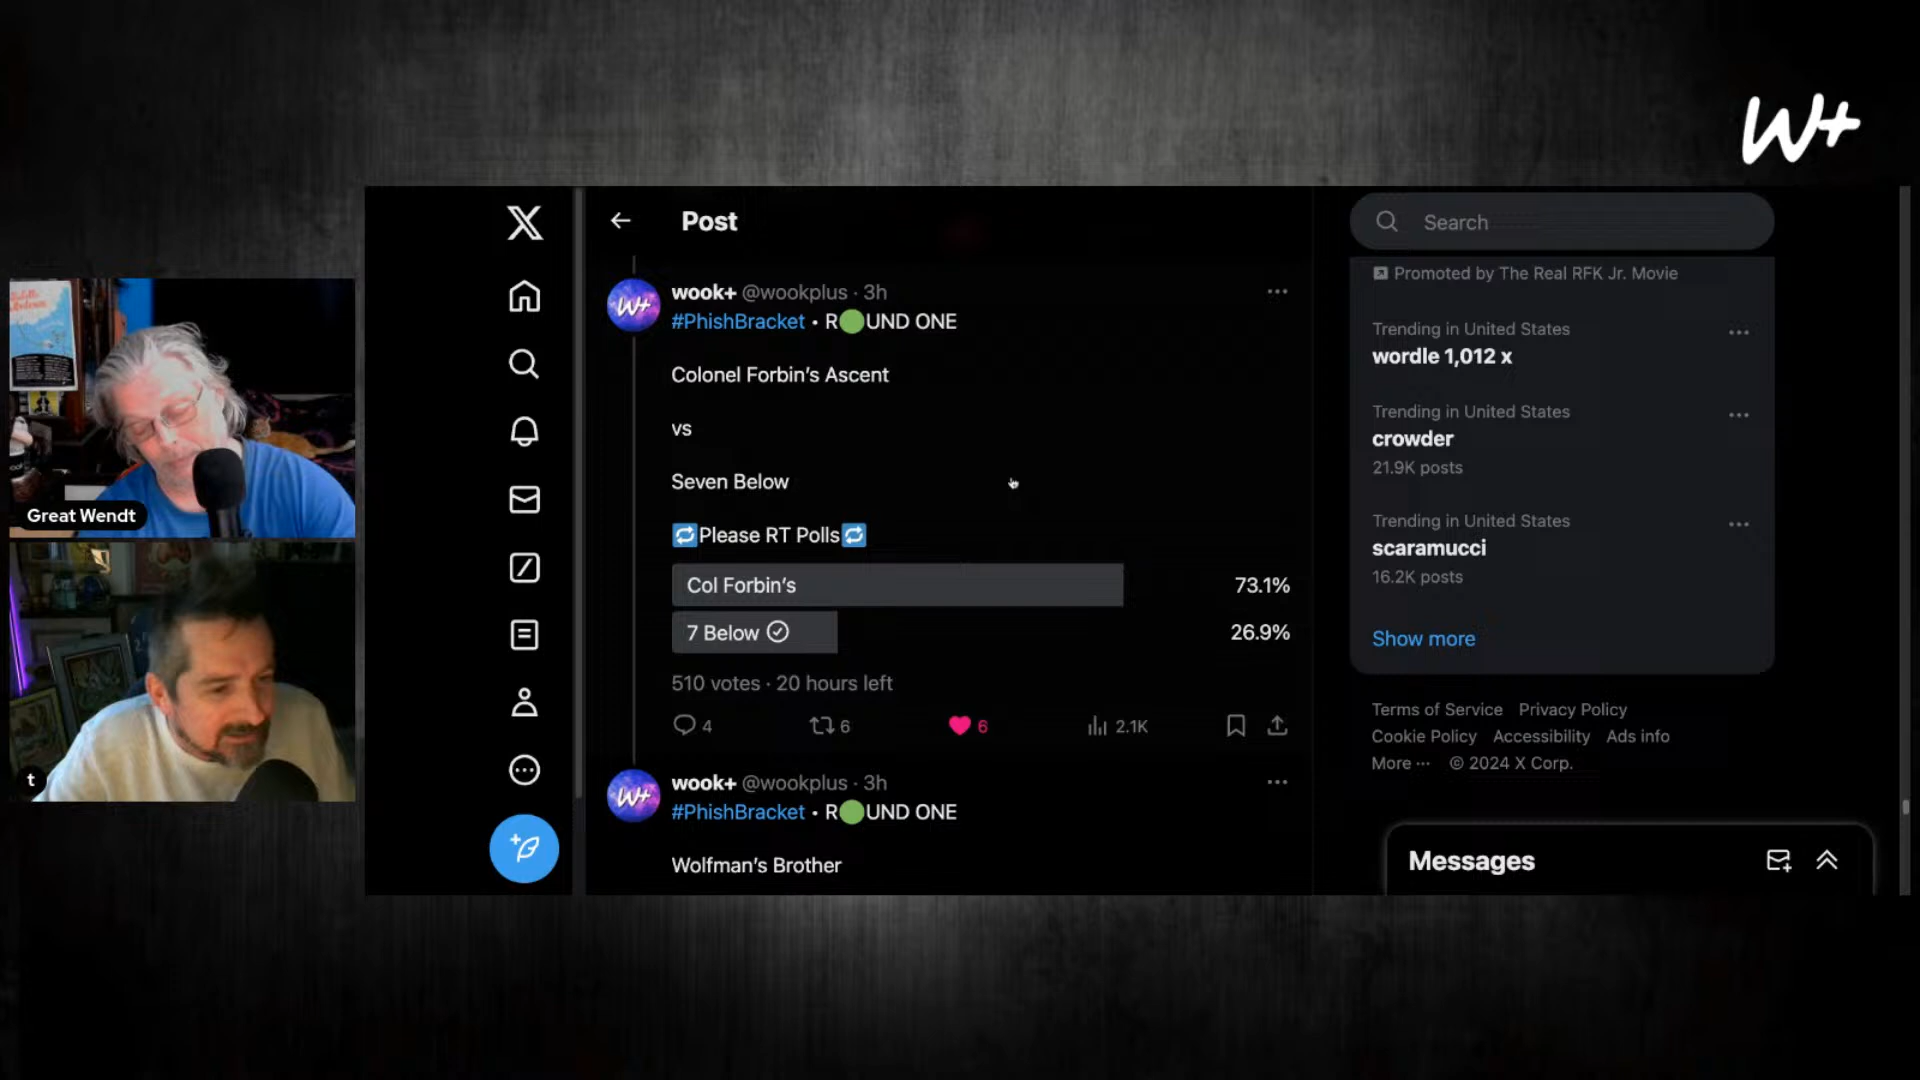 W+
Post
Search
Promoted by The Real RFK Jr. Movie
wook+ @wookplus · 3h
#PhishBracket • R🟢UND ONE
Colonel Forbin's Ascent
vs
Seven Below
🔁Please RT Polls🔁
Col Forbin's 73.1%
7 Below 26.9%
510 votes · 20 hours left
4 6 6 2.1K
wook+ @wookplus · 3h
#PhishBracket • R🟢UND ONE
Wolfman's Brother
Trending in United States
wordle 1,012 x
Trending in United States
crowder
21.9K posts
Trending in United States
scaramucci
16.2K posts
Show more
Terms of Service Privacy Policy
Cookie Policy Accessibility Ads info
More ··· © 2024 X Corp.
Messages
Great Wendt
t
W+
W+